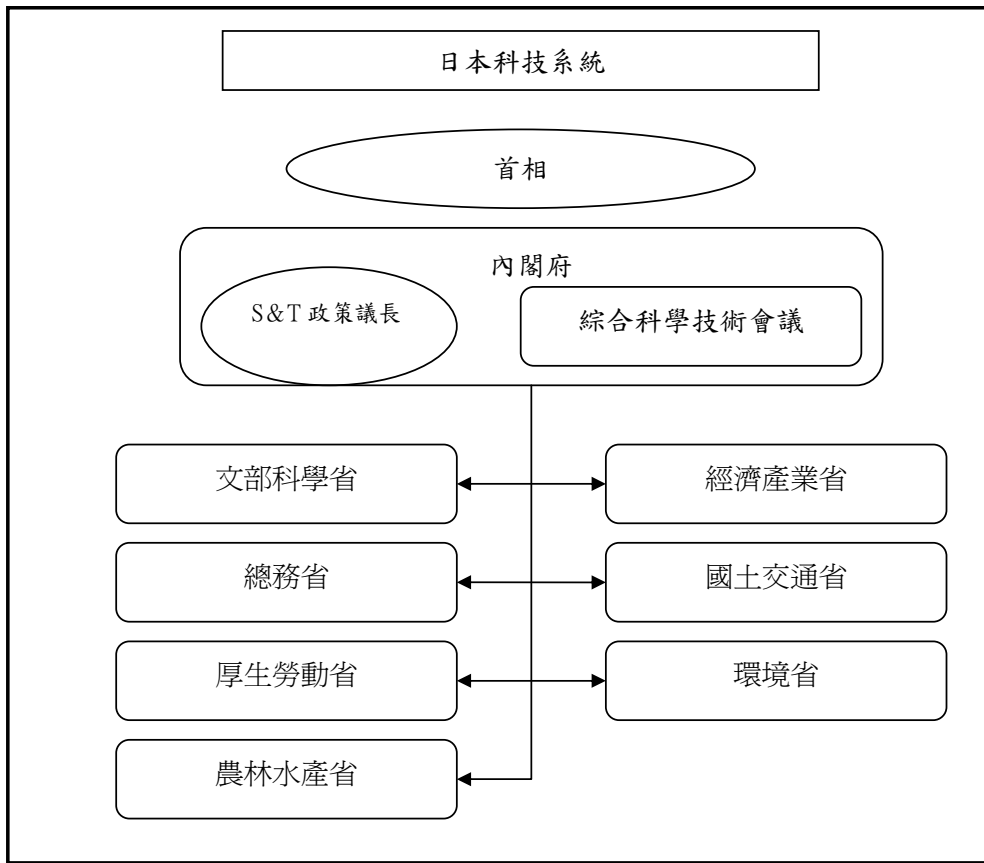 日本科技系統
首相
內閣府
S&T 政策議長
綜合科學技術會議
文部科學省
經濟產業省
總務省
國土交通省
厚生勞動省
環境省
農林水產省